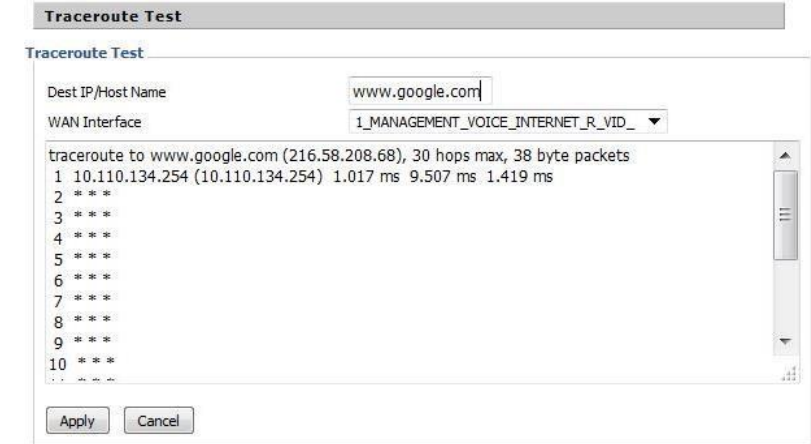 Traceroute Test
Traceroute Test
Dest IP/Host Name www.google.com
WAN Interface 1_MANAGEMENT_VOICE_INTERNET_R_VID_
traceroute to www.google.com (216.58.208.68), 30 hops max, 38 byte packets
1 10.110.134.254 (10.110.134.254) 1.017 ms 9.507 ms 1.419 ms
2 * * *
3 * * *
4 * * *
5 * * *
6 * * *
7 * * *
8 * * *
9 * * *
10 * * *
Apply Cancel